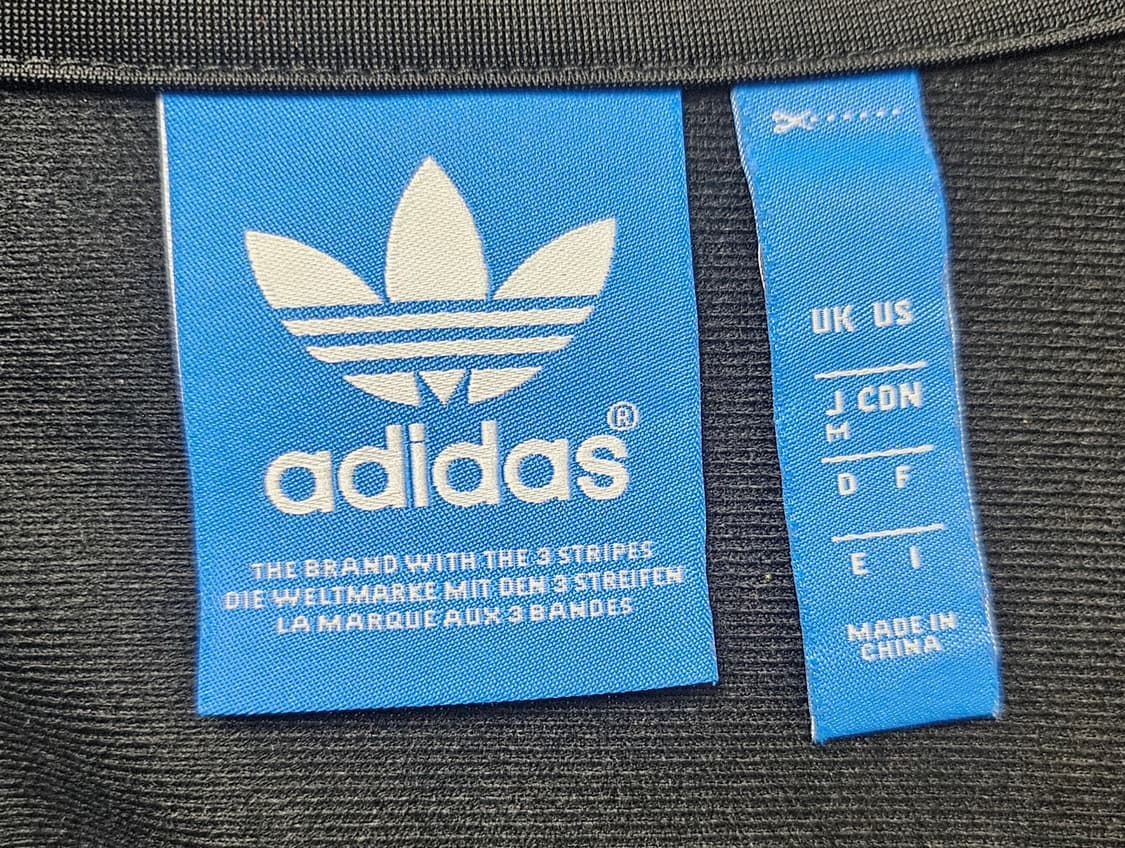 adidas®
THE BRAND WITH THE 3 STRIPES
DIE WELTMARKE MIT DEN 3 STREIFEN
LA MARQUE AUX 3 BANDES
UK US
J CDN
M
D F
E I
MADE IN
CHINA